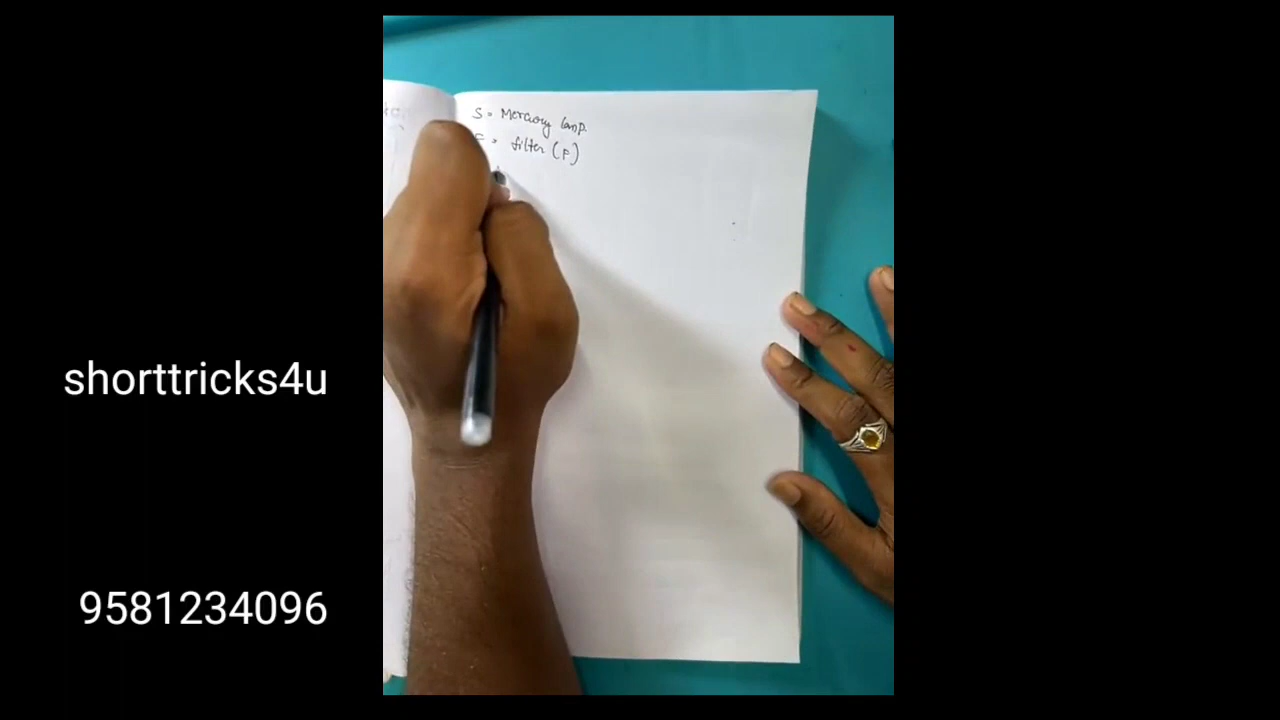 S = Mercury lamp.
F = filter (P)
shorttricks4u
9581234096